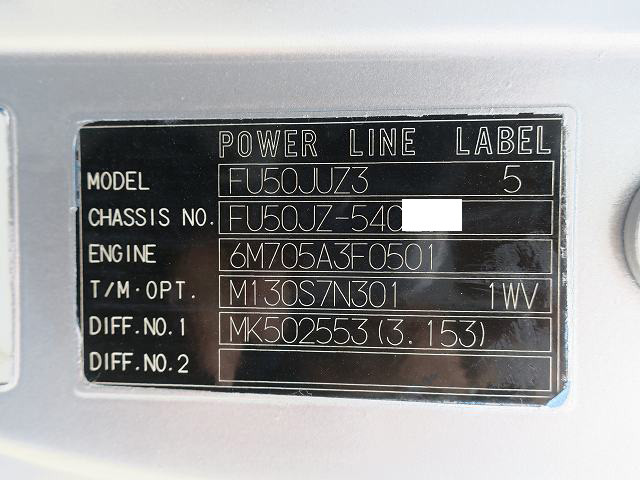 POWER LINE LABEL
MODEL FU50JUZ3 5
CHASSIS NO. FU50JZ-540
ENGINE 6M705A3F0501
T/M·OPT. M130S7N301 1WV
DIFF.NO.1 MK502553(3.153)
DIFF.NO.2